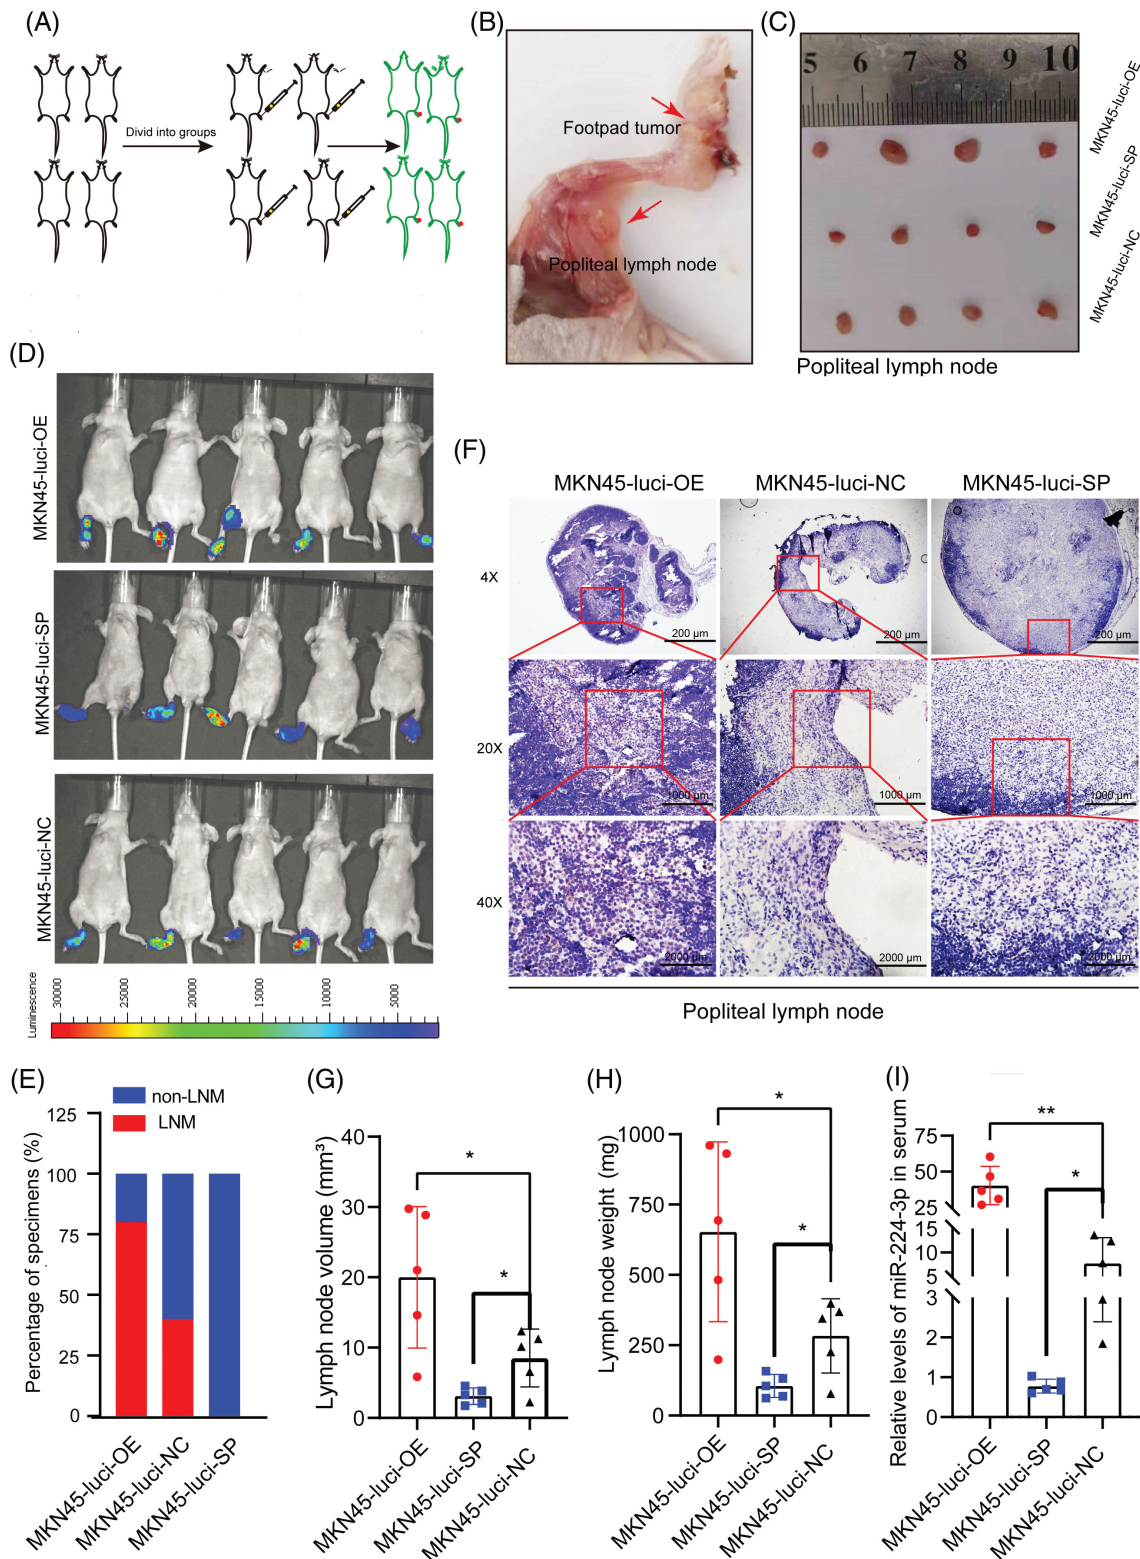 (A)
Divid into groups
(B)
Footpad tumor
Popliteal lymph node
(C)
5 6 7 8 9 10
MKN45-luci-OE
MKN45-luci-SP
MKN45-luci-NC
Popliteal lymph node
(D)
MKN45-luci-OE
MKN45-luci-SP
MKN45-luci-NC
Luminescence
30000
25000
20000
15000
10000
5000
(F)
MKN45-luci-OE MKN45-luci-NC MKN45-luci-SP
4X
200 µm 200 µm 200 µm
20X
1000 µm 1000 µm 1000 µm
40X
2000 µm 2000 µm 2000 µm
Popliteal lymph node
(E)
non-LNM
LNM
Percentage of specimens (%)
125
100
75
50
25
0
MKN45-luci-OE
MKN45-luci-NC
MKN45-luci-SP
(G)
Lymph node volume (mm³)
40
30
20
10
0
*
*
MKN45-luci-OE
MKN45-luci-SP
MKN45-luci-NC
(H)
Lymph node weight (mg)
1000
750
500
250
0
*
*
MKN45-luci-OE
MKN45-luci-SP
MKN45-luci-NC
(I)
Relative levels of miR-224-3p in serum
75
50
25
15
10
5
3
2
1
0
**
*
MKN45-luci-OE
MKN45-luci-SP
MKN45-luci-NC